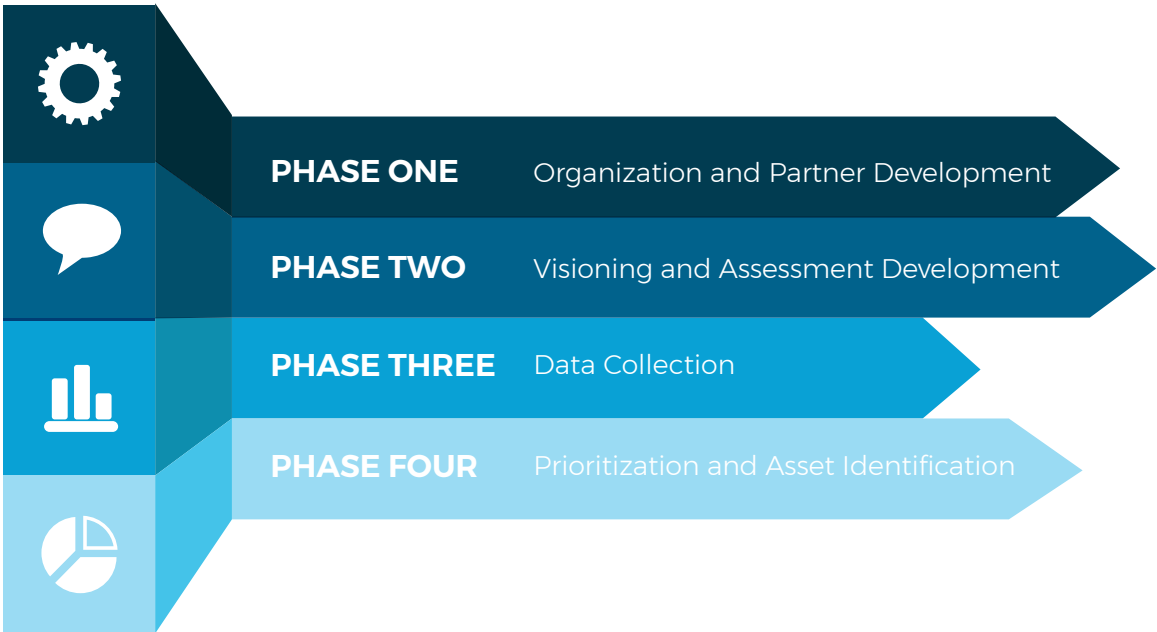 PHASE ONE Organization and Partner Development
PHASE TWO Visioning and Assessment Development
PHASE THREE Data Collection
PHASE FOUR Prioritization and Asset Identification